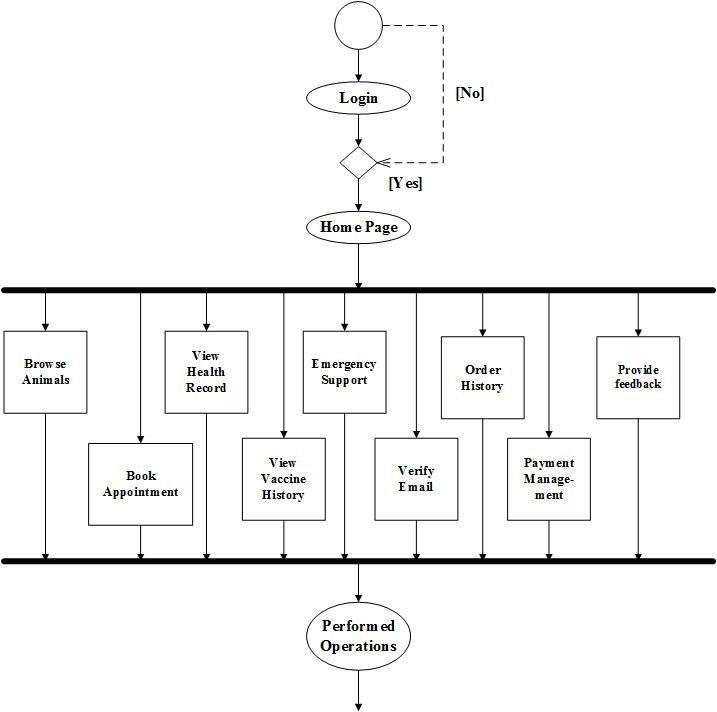 Login
[No]
[Yes]
Home Page
Browse
Animals
View
Health
Record
Emergency
Support
Order
History
Provide
feedback
Book
Appointment
View
Vaccine
History
Verify
Email
Payment
Manage-
ment
Performed
Operations